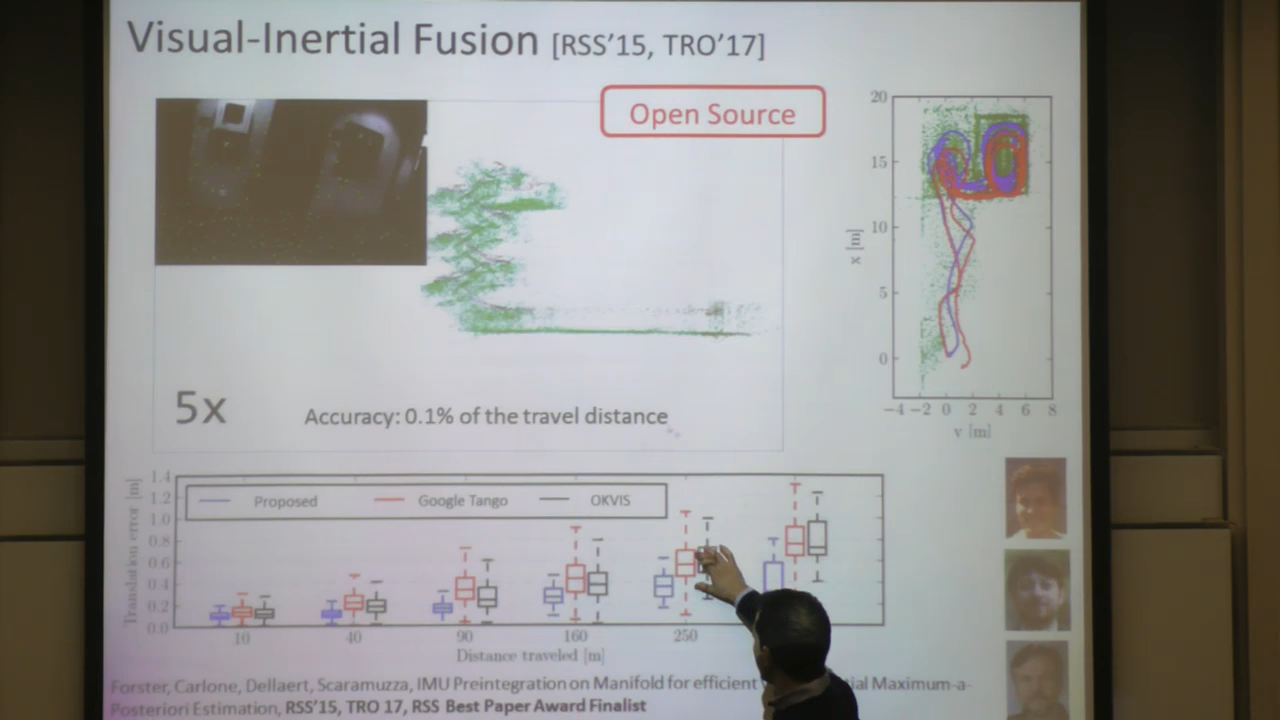 Visual-Inertial Fusion [RSS'15, TRO'17]
Open Source
5x
Accuracy: 0.1% of the travel distance
20
15
10
5
0
x [m]
−4 −2 0 2 4 6 8
y [m]
1.4
1.2
1.0
0.8
0.6
0.4
0.2
0.0
Translation error [m]
Proposed Google Tango OKVIS
10 40 90 160 250
Distance traveled [m]
Forster, Carlone, Dellaert, Scaramuzza, IMU Preintegration on Manifold for efficient tial Maximum-a-
Posteriori Estimation, RSS'15, TRO 17, RSS Best Paper Award Finalist